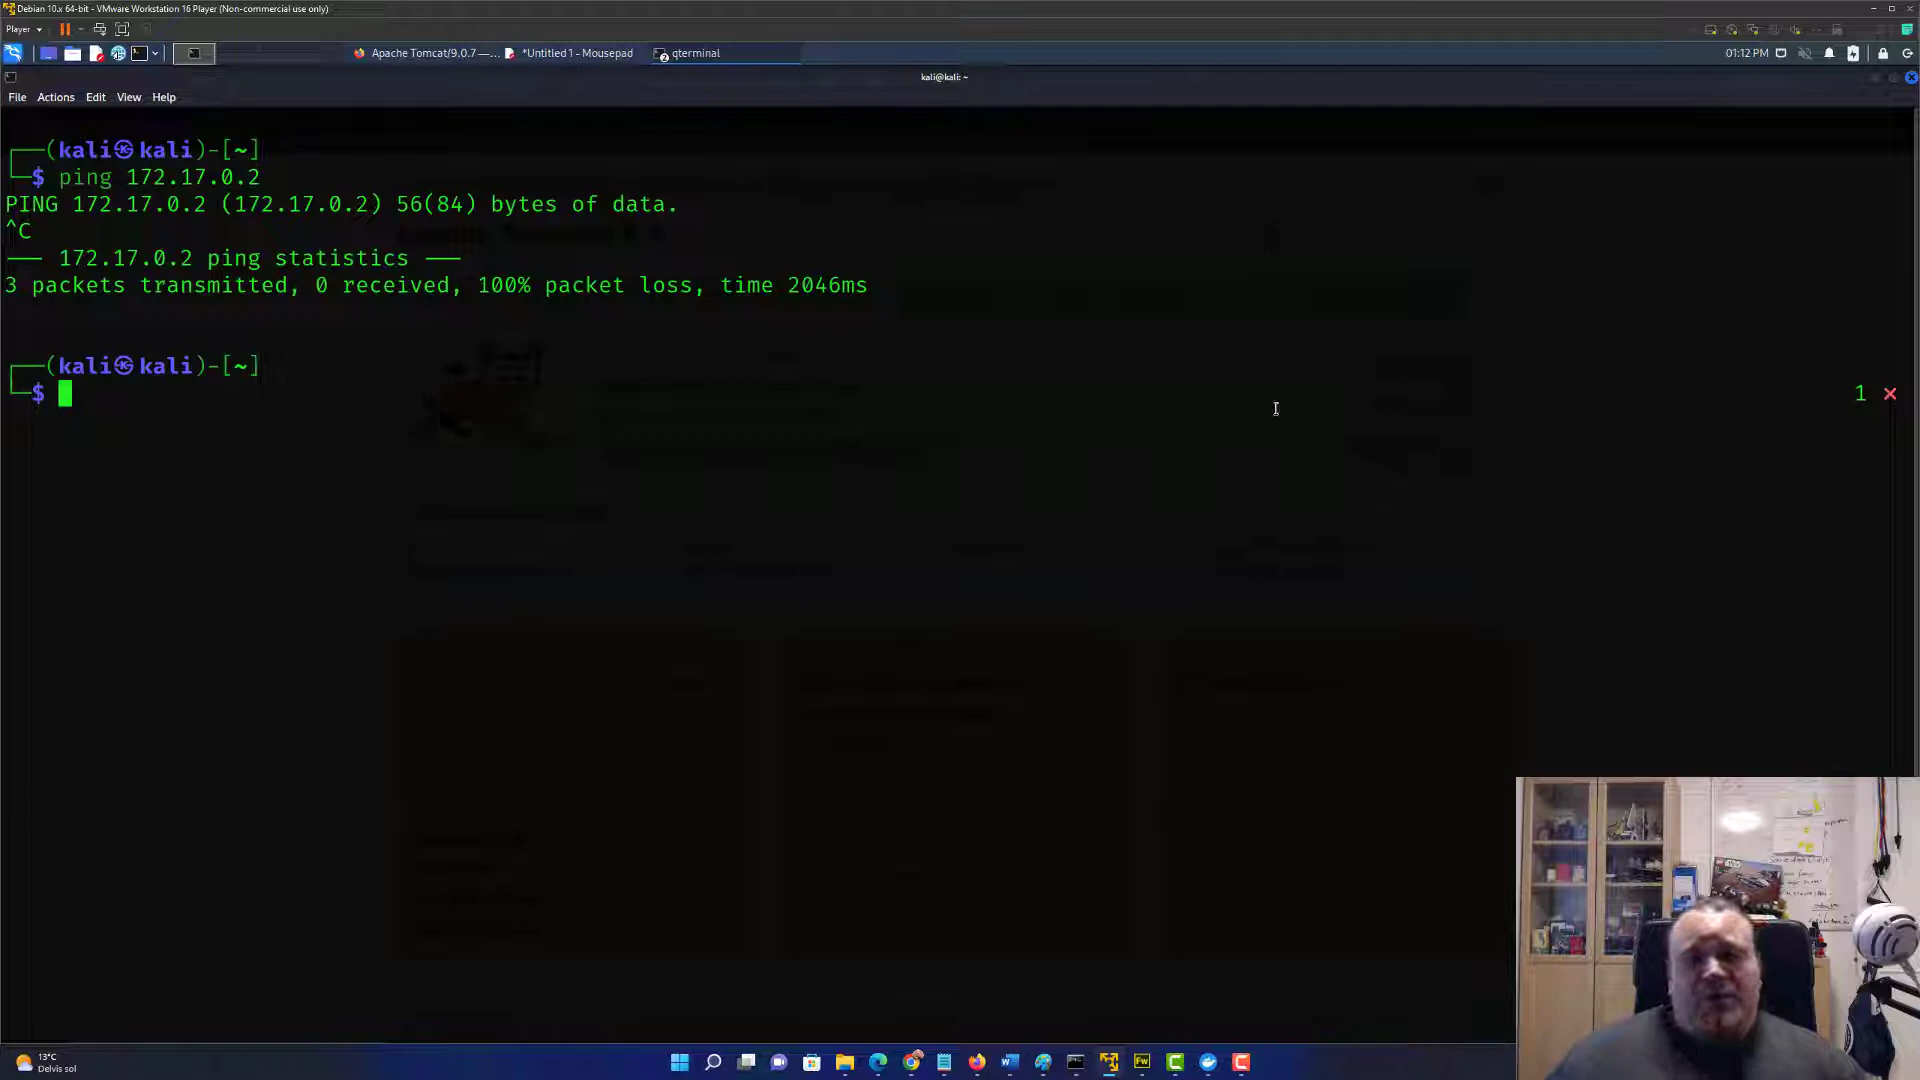 Debian 10.x 64-bit - VMware Workstation 16 Player (Non-commercial use only)
Player
Apache Tomcat/9.0.7 —...
*Untitled 1 - Mousepad
2
qterminal
01:12 PM
kali@kali: ~
File Actions Edit View Help
(kali㉿kali)-[~]
$ ping 172.17.0.2
PING 172.17.0.2 (172.17.0.2) 56(84) bytes of data.
^C
— 172.17.0.2 ping statistics —
3 packets transmitted, 0 received, 100% packet loss, time 2046ms
(kali㉿kali)-[~]
$
1 ×
13°C
Delvis sol
Fw